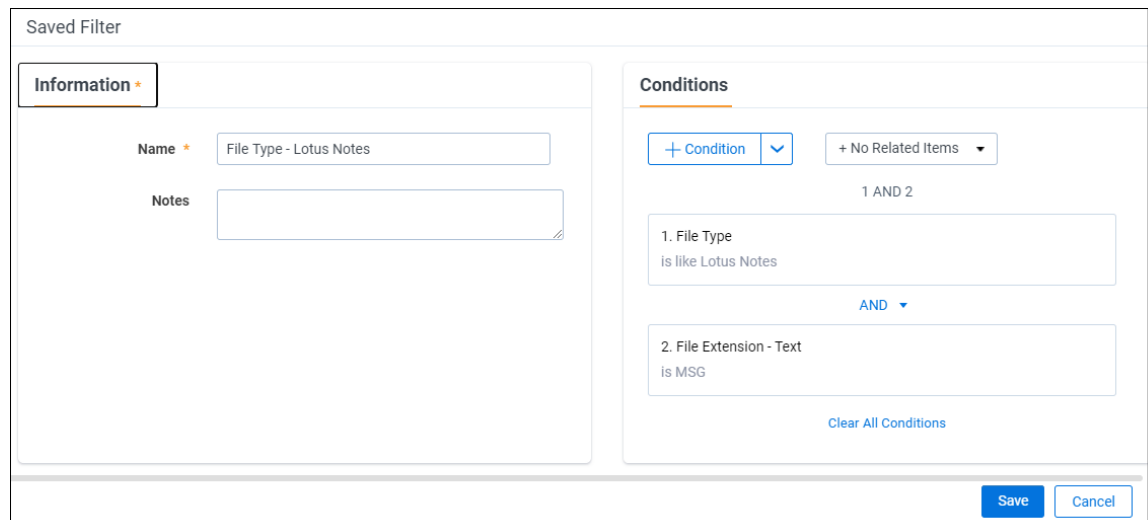 Saved Filter
Information *
Name *
File Type - Lotus Notes
Notes
Conditions
+ Condition
+ No Related Items
1 AND 2
1. File Type
is like Lotus Notes
AND
2. File Extension - Text
is MSG
Clear All Conditions
Save
Cancel